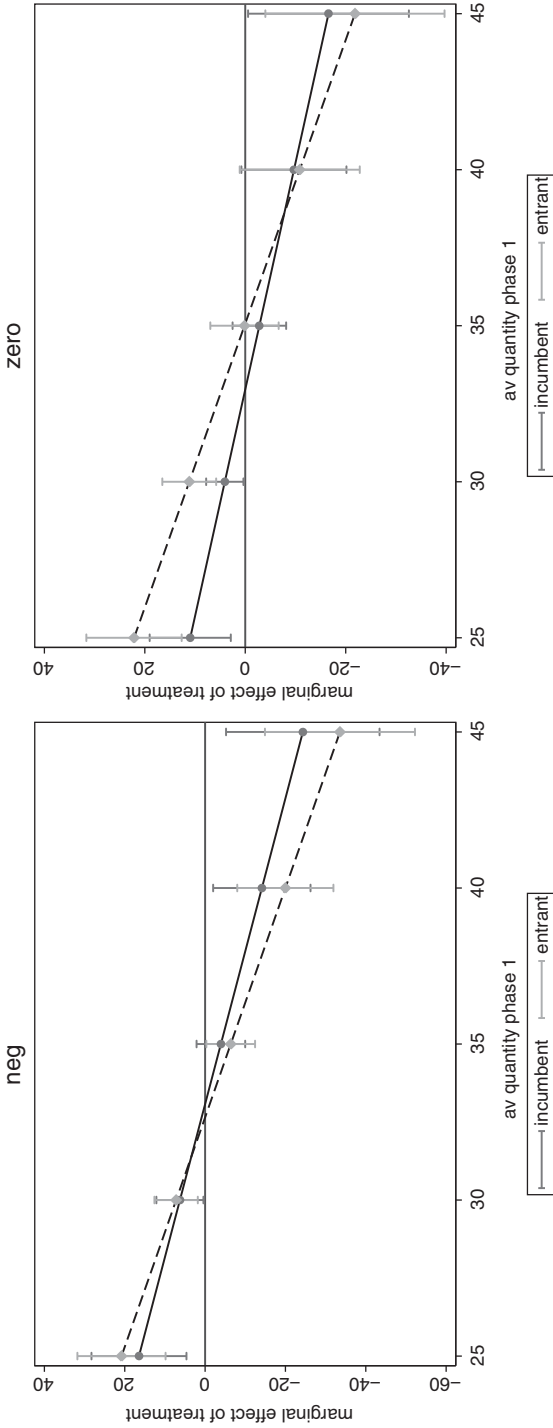 neg
marginal effect of treatment
40
20
0
−20
−40
−60
25
30
35
40
45
av quantity phase 1
incumbent entrant
zero
marginal effect of treatment
40
20
0
−20
−40
25
30
35
40
45
av quantity phase 1
incumbent entrant